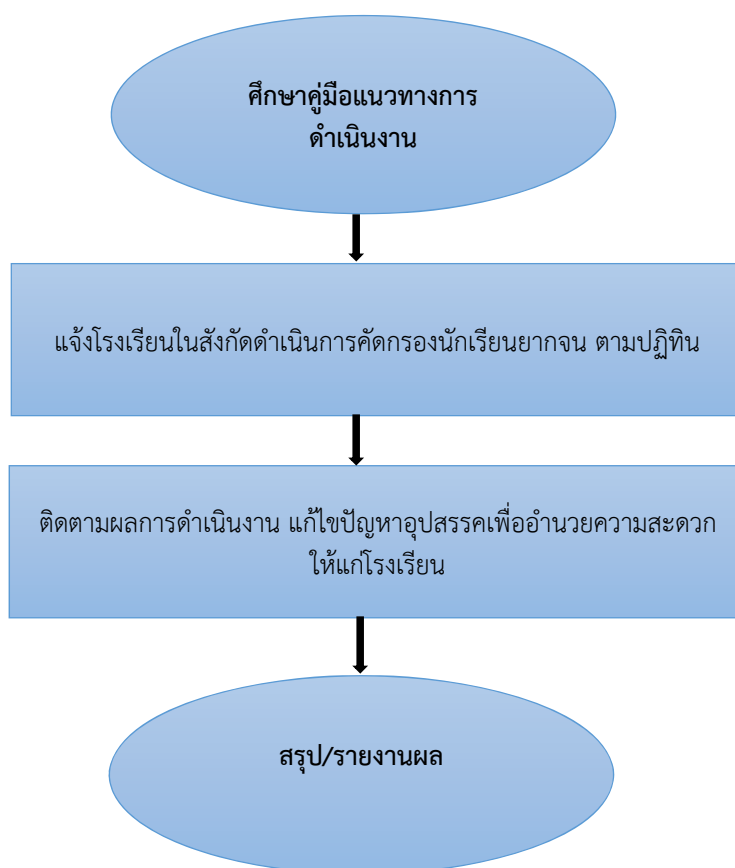 ศึกษาคู่มือแนวทางการ
ดำเนินงาน
แจ้งโรงเรียนในสังกัดดำเนินการคัดกรองนักเรียนยากจน ตามปฏิทิน
ติดตามผลการดำเนินงาน แก้ไขปัญหาอุปสรรคเพื่ออำนวยความสะดวก
ให้แก่โรงเรียน
สรุป/รายงานผล